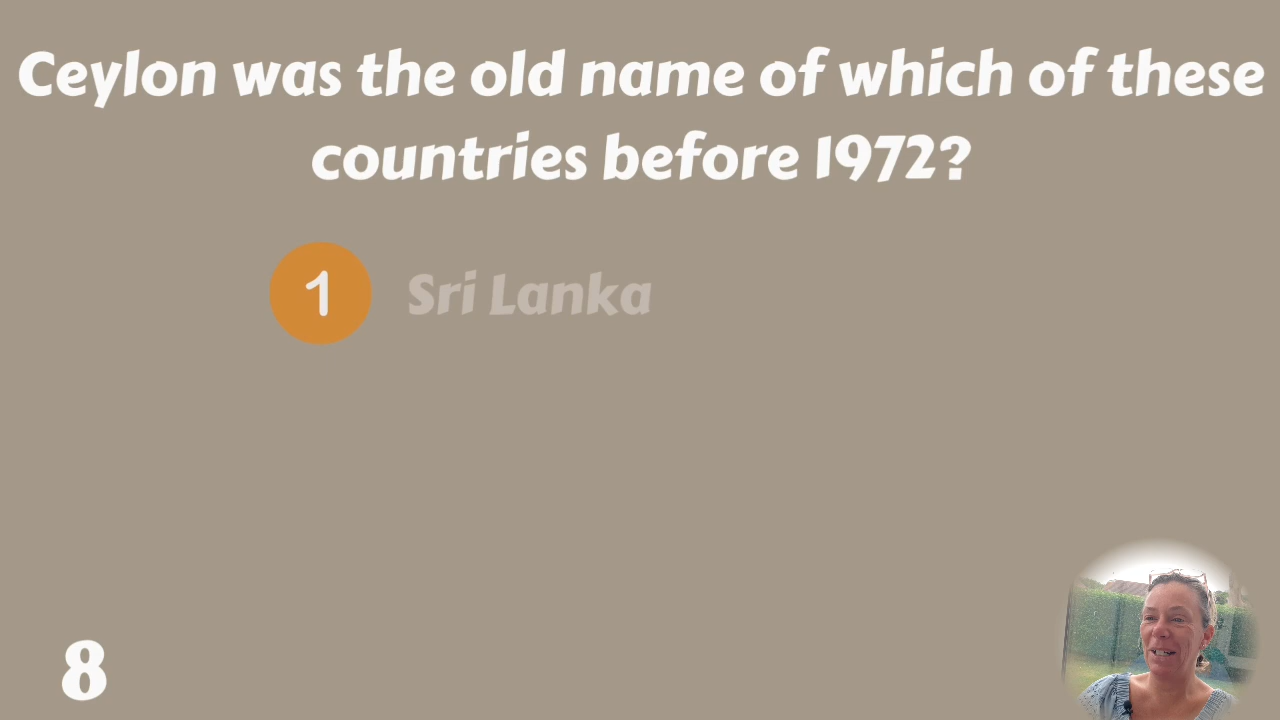 Ceylon was the old name of which of these
countries before 1972?
1 Sri Lanka
8